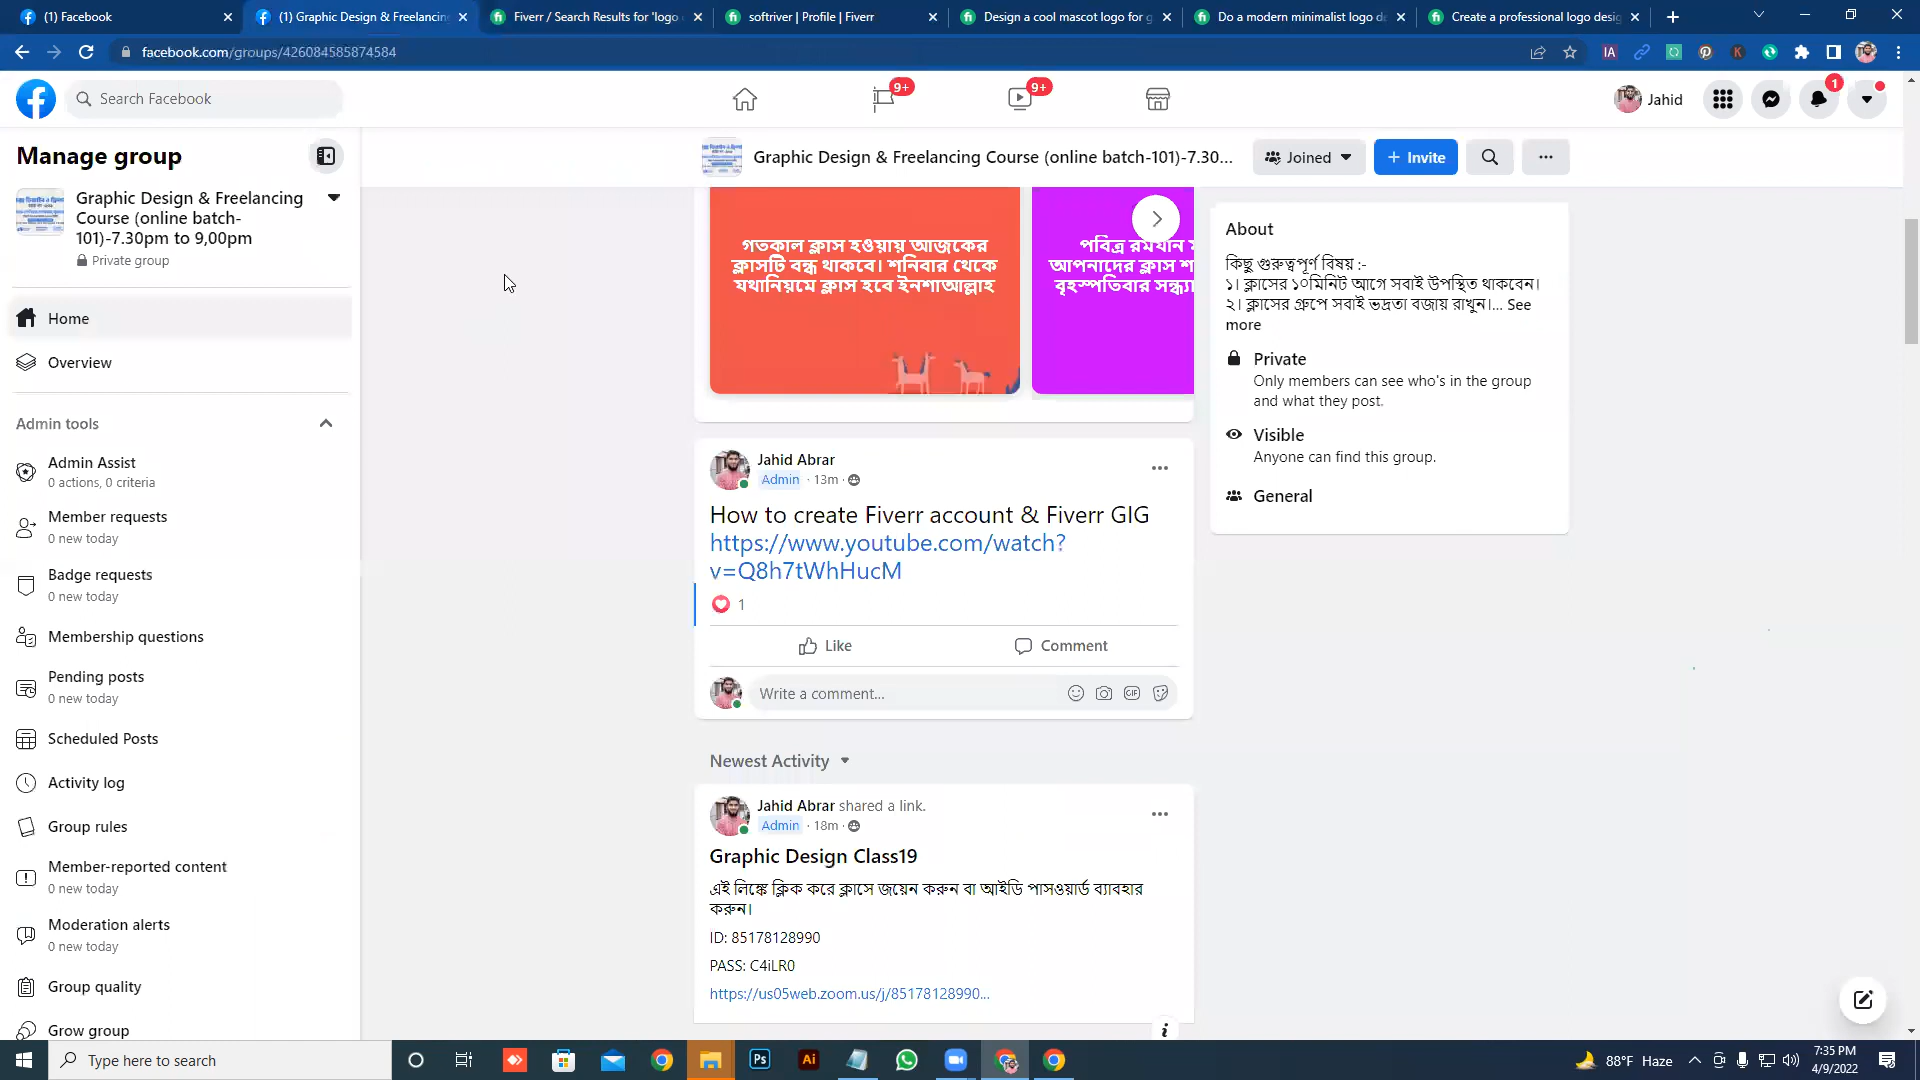 (1) Facebook
(1) Graphic Design & Freelancin
Fiverr / Search Results for 'logo
softriver | Profile | Fiverr
Design a cool mascot logo for g
Do a modern minimalist logo de
Create a professional logo desig
facebook.com/groups/426084585874584
Search Facebook
9+
9+
Jahid
1
Manage group
Graphic Design & Freelancing Course (online batch-101)-7.30...
Joined
+ Invite
Graphic Design & Freelancing
Course (online batch-
101)-7.30pm to 9,00pm
Private group
Home
Overview
Admin tools
Admin Assist
0 actions, 0 criteria
Member requests
0 new today
Badge requests
0 new today
Membership questions
Pending posts
0 new today
Scheduled Posts
Activity log
Group rules
Member-reported content
0 new today
Moderation alerts
0 new today
Group quality
Grow group
গতকাল ক্লাস হওয়ায় আজকের
ক্লাসটি বন্ধ থাকবে। শনিবার থেকে
যথানিয়মে ক্লাস হবে ইনশাআল্লাহ
পবিত্র রমযান
আপনাদের ক্লাস
বৃহস্পতিবার সন্ধ্যা
Jahid Abrar
Admin · 13m ·
How to create Fiverr account & Fiverr GIG
https://www.youtube.com/watch?
v=Q8h7tWhHucM
1
Like
Comment
Write a comment...
GIF
Newest Activity
Jahid Abrar shared a link.
Admin · 18m ·
Graphic Design Class19
এই লিঙ্কে ক্লিক করে ক্লাসে জয়েন করুন বা আইডি পাসওয়ার্ড ব্যাবহার
করুন।
ID: 85178128990
PASS: C4iLR0
https://us05web.zoom.us/j/85178128990...
About
কিছু গুরুত্বপূর্ণ বিষয় :-
১। ক্লাসের ১০মিনিট আগে সবাই উপস্থিত থাকবেন।
২। ক্লাসের গ্রুপে সবাই ভদ্রতা বজায় রাখুন।... See
more
Private
Only members can see who's in the group
and what they post.
Visible
Anyone can find this group.
General
Type here to search
Ps
Ai
88°F Haze
7:35 PM
4/9/2022